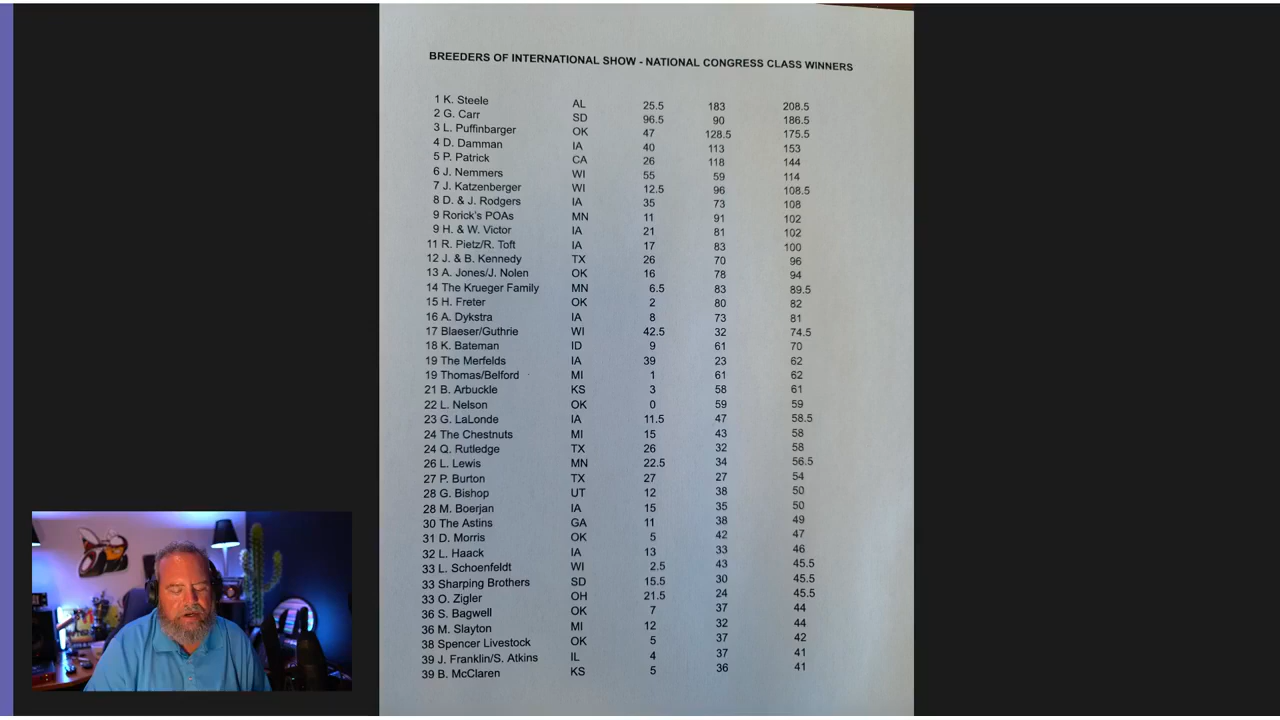 BREEDERS OF INTERNATIONAL SHOW - NATIONAL CONGRESS CLASS WINNERS
1 K. Steele AL 25.5 183 208.5
2 G. Carr SD 96.5 90 186.5
3 L. Puffinbarger OK 47 128.5 175.5
4 D. Damman IA 40 113 153
5 P. Patrick CA 26 118 144
6 J. Nemmers WI 55 59 114
7 J. Katzenberger WI 12.5 96 108.5
8 D. & J. Rodgers IA 35 73 108
9 Rorick's POAs MN 11 91 102
9 H. & W. Victor IA 21 81 102
11 R. Pietz/R. Toft IA 17 83 100
12 J. & B. Kennedy TX 26 70 96
13 A. Jones/J. Nolen OK 16 78 94
14 The Krueger Family MN 6.5 83 89.5
15 H. Freter OK 2 80 82
16 A. Dykstra IA 8 73 81
17 Blaeser/Guthrie WI 42.5 32 74.5
18 K. Bateman ID 9 61 70
19 The Merfelds IA 39 23 62
19 Thomas/Belford MI 1 61 62
21 B. Arbuckle KS 3 58 61
22 L. Nelson OK 0 59 59
23 G. LaLonde IA 11.5 47 58.5
24 The Chestnuts MI 15 43 58
24 Q. Rutledge TX 26 32 58
26 L. Lewis MN 22.5 34 56.5
27 P. Burton TX 27 27 54
28 G. Bishop UT 12 38 50
28 M. Boerjan IA 15 35 50
30 The Astins GA 11 38 49
31 D. Morris OK 5 42 47
32 L. Haack IA 13 33 46
33 L. Schoenfeldt WI 2.5 43 45.5
33 Sharping Brothers SD 15.5 30 45.5
33 O. Zigler OH 21.5 24 45.5
36 S. Bagwell OK 7 37 44
36 M. Slayton MI 12 32 44
38 Spencer Livestock OK 5 37 42
39 J. Franklin/S. Atkins IL 4 37 41
39 B. McClaren KS 5 36 41